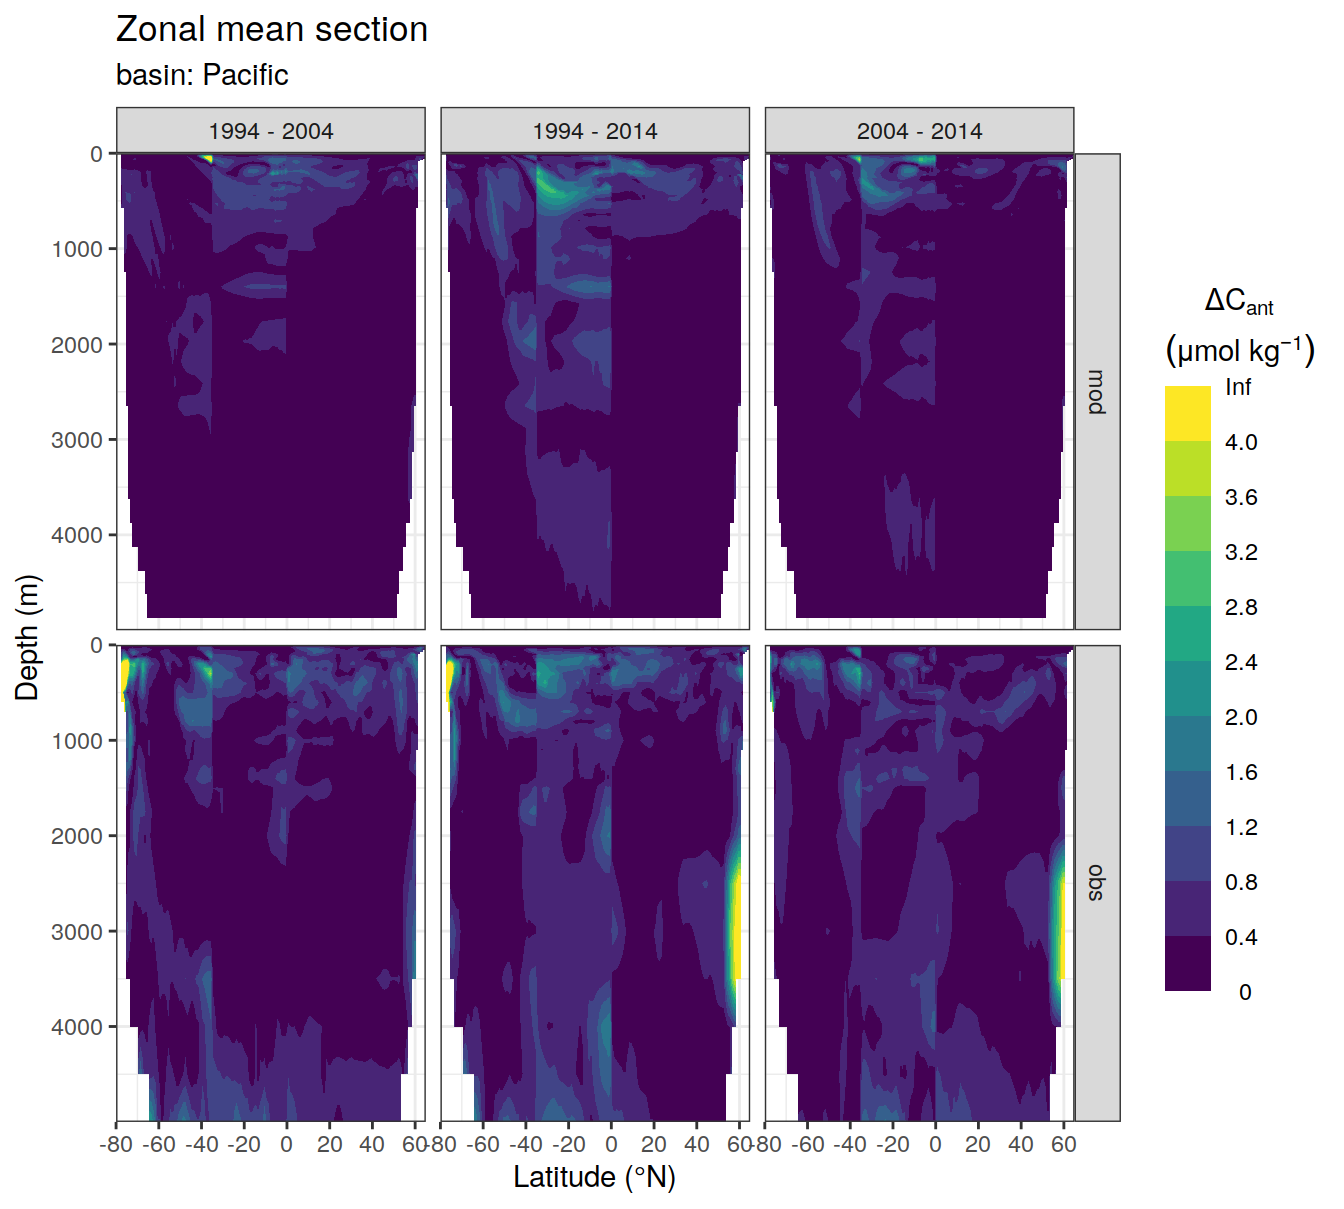 Zonal mean section
basin: Pacific
1994 - 2004
1994 - 2014
2004 - 2014
0
1000
2000
3000
4000
mod
0
1000
2000
3000
4000
obs
Depth (m)
-80 -60 -40 -20 0 20 40 60
-80 -60 -40 -20 0 20 40 60
-80 -60 -40 -20 0 20 40 60
Latitude (°N)
ΔCant
(μmol kg⁻¹)
Inf
4.0
3.6
3.2
2.8
2.4
2.0
1.6
1.2
0.8
0.4
0